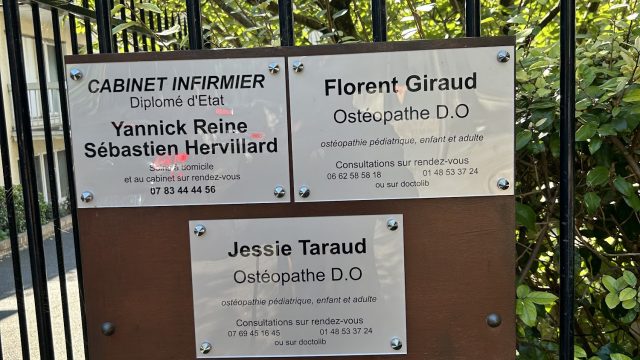 CABINET INFIRMIER
Diplomé d'Etat
Yannick Reine
Sébastien Hervillard
Soins à domicile
et au cabinet sur rendez-vous
07 83 44 44 56
Florent Giraud
Ostéopathe D.O
ostéopathie pédiatrique, enfant et adulte
Consultations sur rendez-vous
06 62 58 58 18 01 48 53 37 24
ou sur doctolib
Jessie Taraud
Ostéopathe D.O
ostéopathie pédiatrique, enfant et adulte
Consultations sur rendez-vous
07 69 45 16 45 01 48 53 37 24
ou sur doctolib